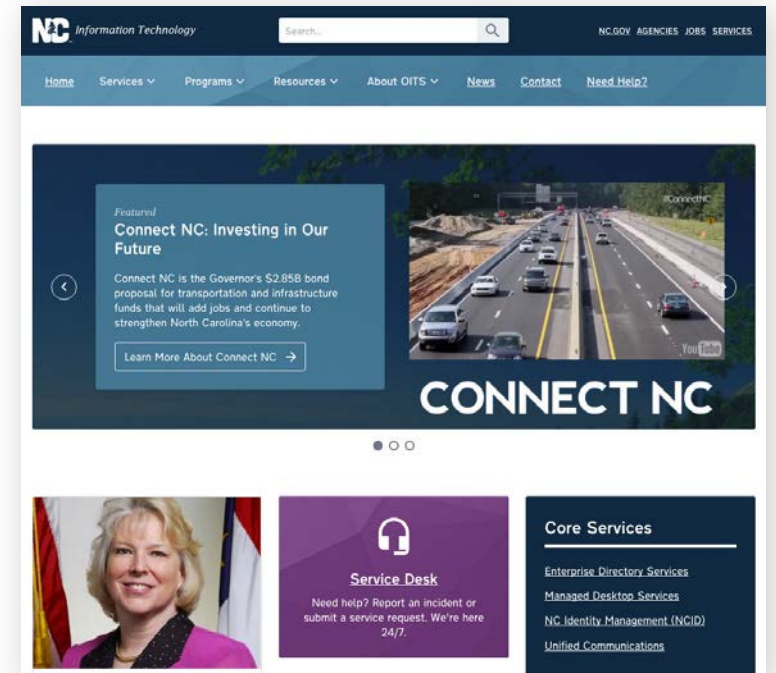 NC Information Technology
Search...
NC.GOV AGENCIES JOBS SERVICES
Home Services Programs Resources About OITS News Contact Need Help?
Featured
Connect NC: Investing in Our
Future
Connect NC is the Governor's $2.85B bond
proposal for transportation and infrastructure
funds that will add jobs and continue to
strengthen North Carolina's economy.
Learn More About Connect NC →
#ConnectNC
YouTube
CONNECT NC
Service Desk
Need help? Report an incident or
submit a service request. We're here
24/7.
Core Services
Enterprise Directory Services
Managed Desktop Services
NC Identity Management (NCID)
Unified Communications